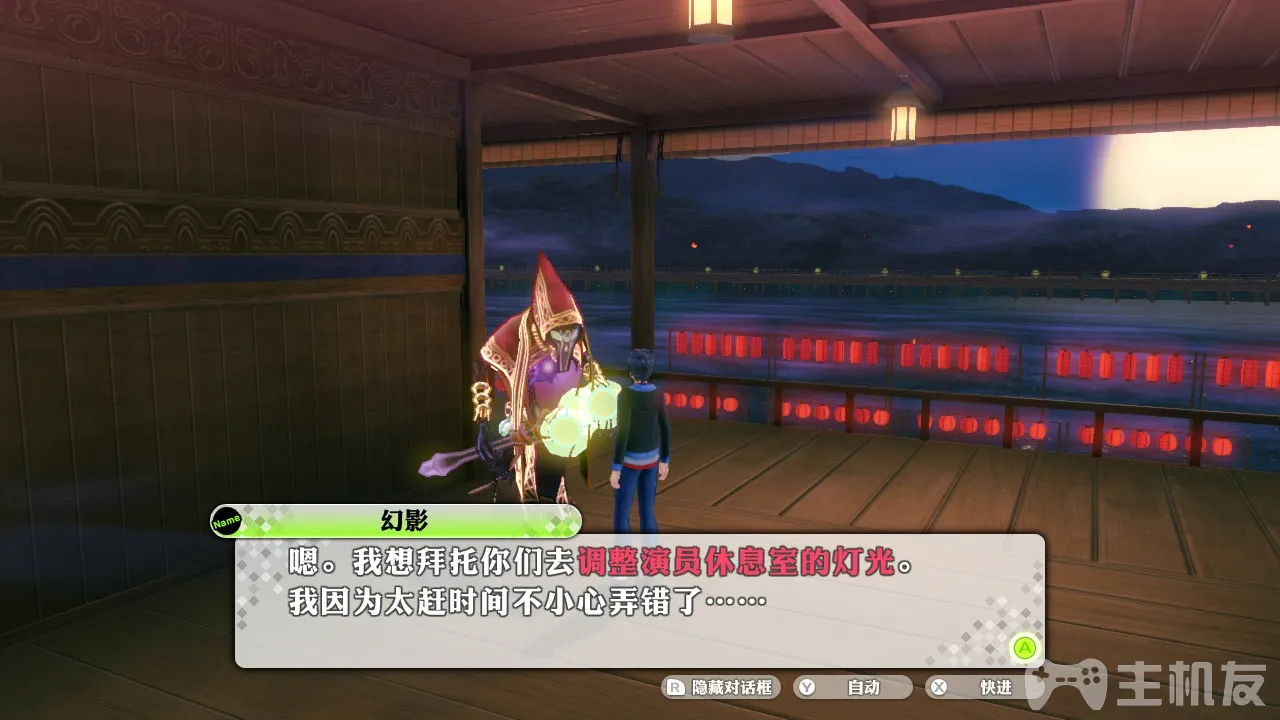 Name
幻影
嗯。我想拜托你们去调整演员休息室的灯光。
我因为太赶时间不小心弄错了……
A
R 隐藏对话框 Y 自动 X 快进
主机友